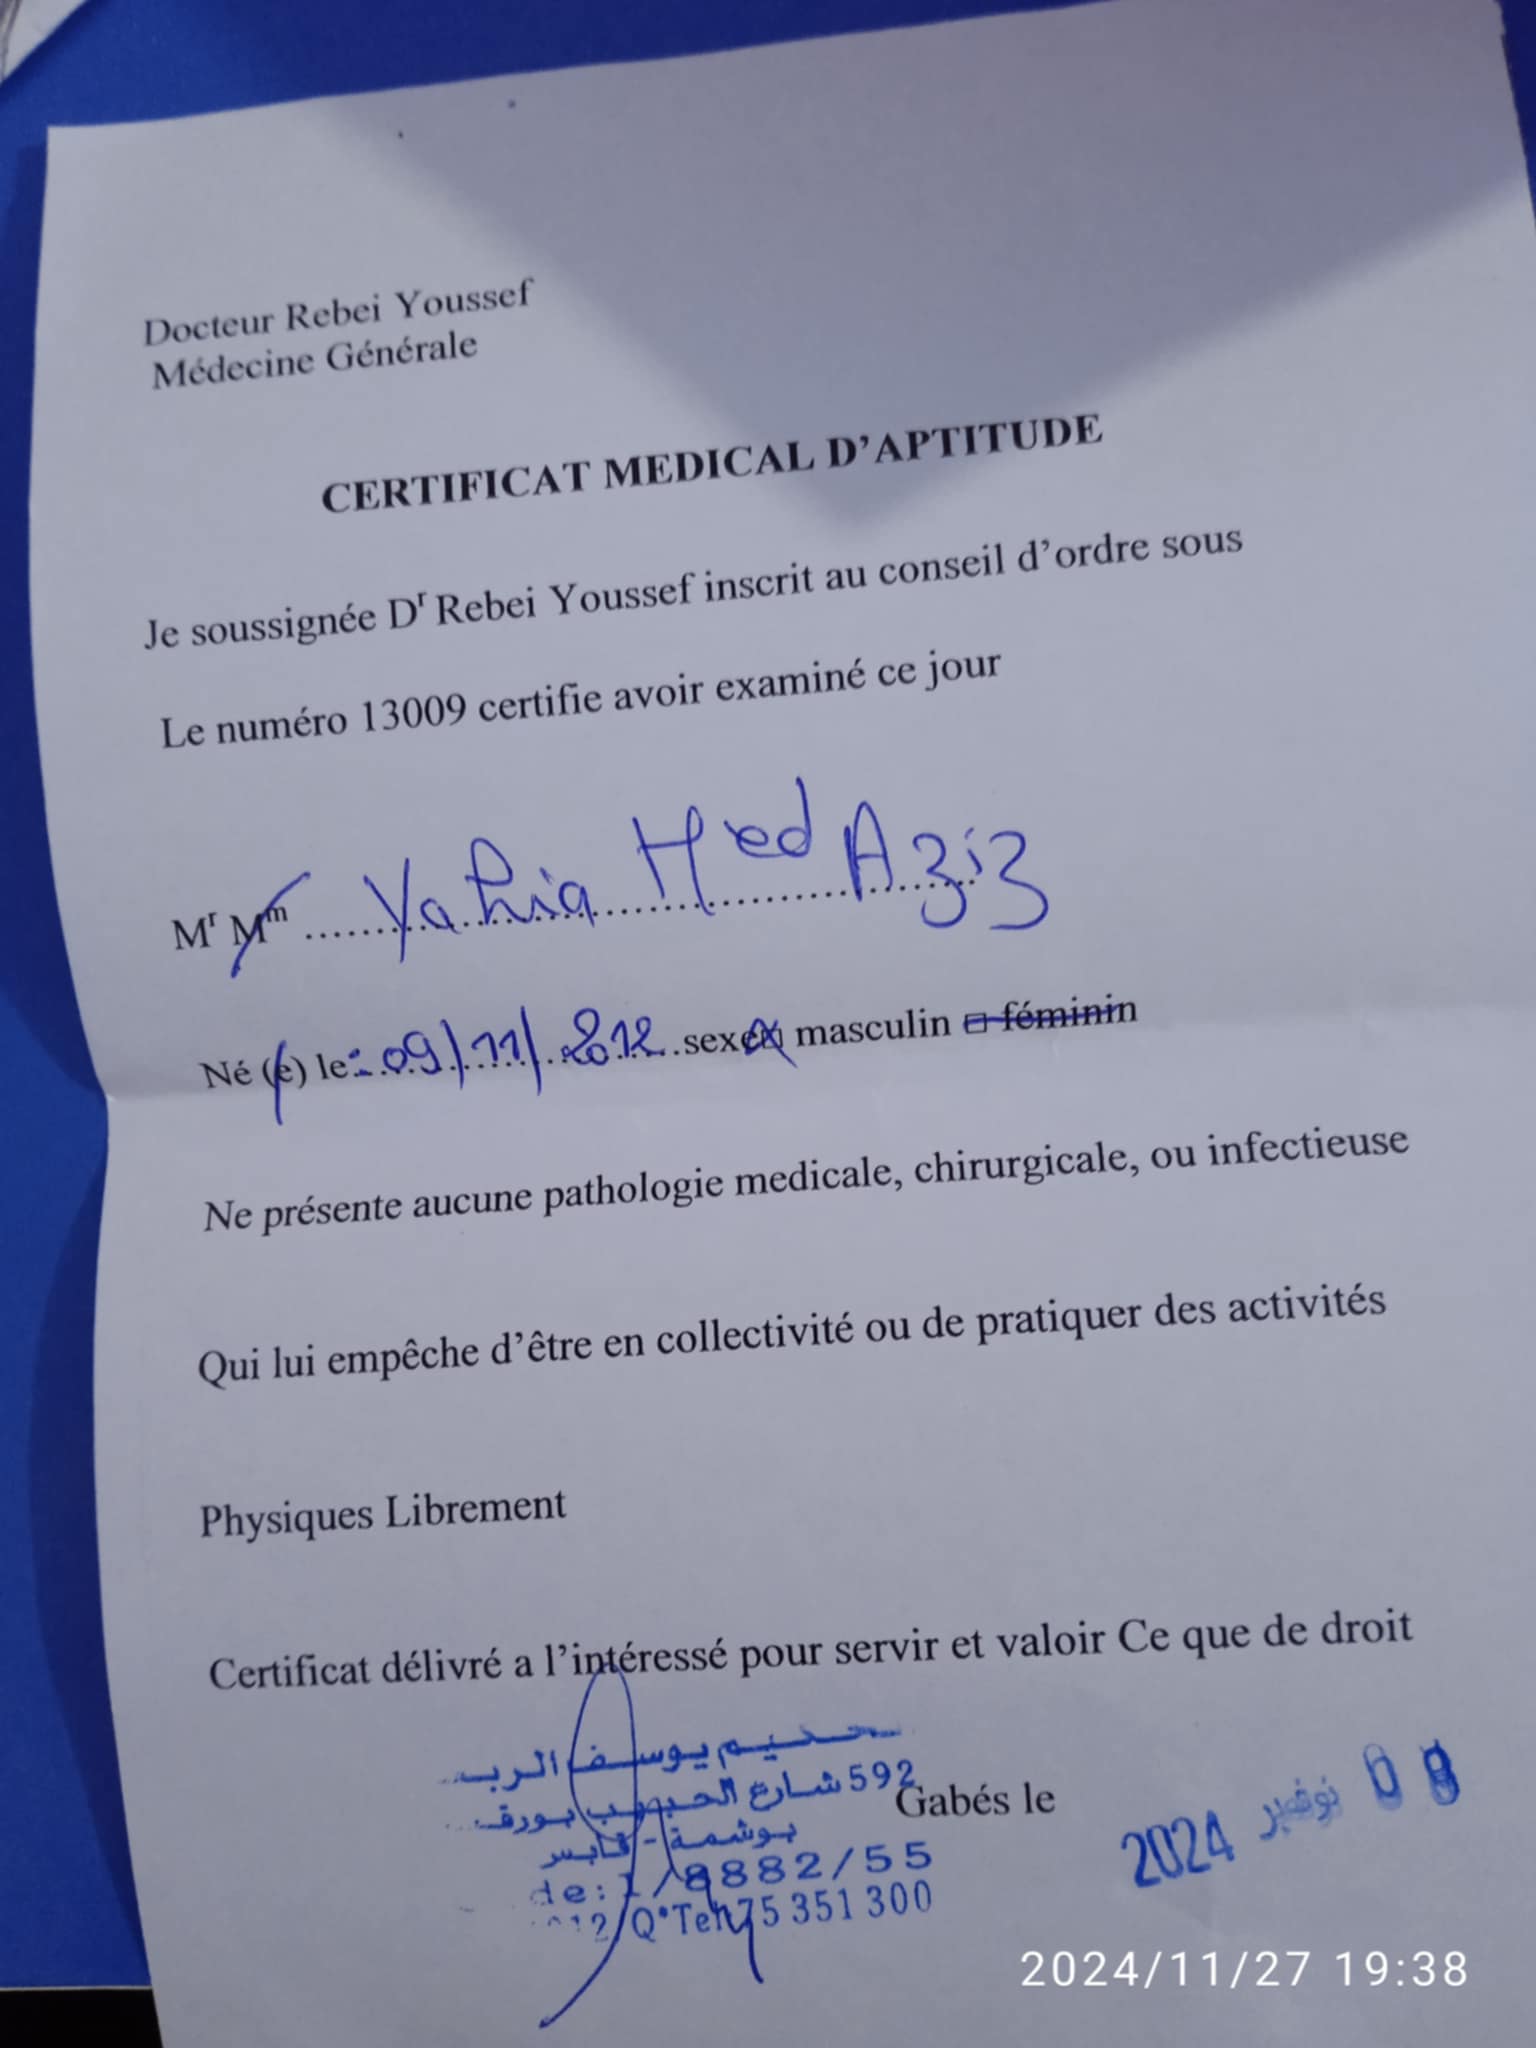 Docteur Rebei Youssef
Médecine Générale
CERTIFICAT MEDICAL D'APTITUDE
Je soussignée Dr Rebei Youssef inscrit au conseil d'ordre sous
Le numéro 13009 certifie avoir examiné ce jour
Mr Mm Yahia Med Aziz
Né (e) le: 09/11/2012 sexe masculin □ féminin
Ne présente aucune pathologie medicale, chirurgicale, ou infectieuse
Qui lui empêche d'être en collectivité ou de pratiquer des activités
Physiques Librement
Certificat délivré a l'intéressé pour servir et valoir Ce que de droit
حكيم يوسف
592 شارع الحبيب
بوشمة - قابس
de: 1/8882/55
Tel: 75 351 300
Gabés le
نوفمبر 2024
2024/11/27 19:38